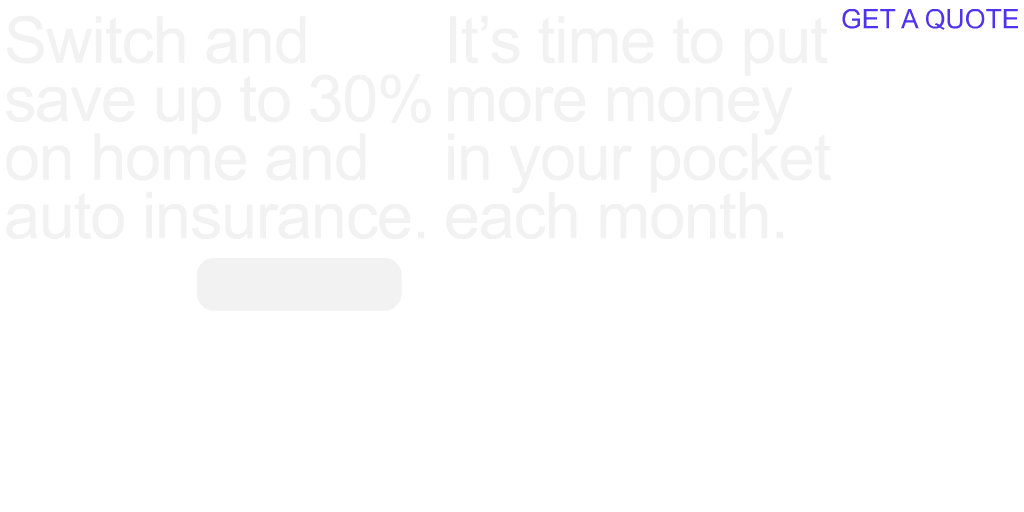 Switch and
save up to 30%
on home and
auto insurance.
It’s time to put
more money
in your pocket
each month.
GET A QUOTE